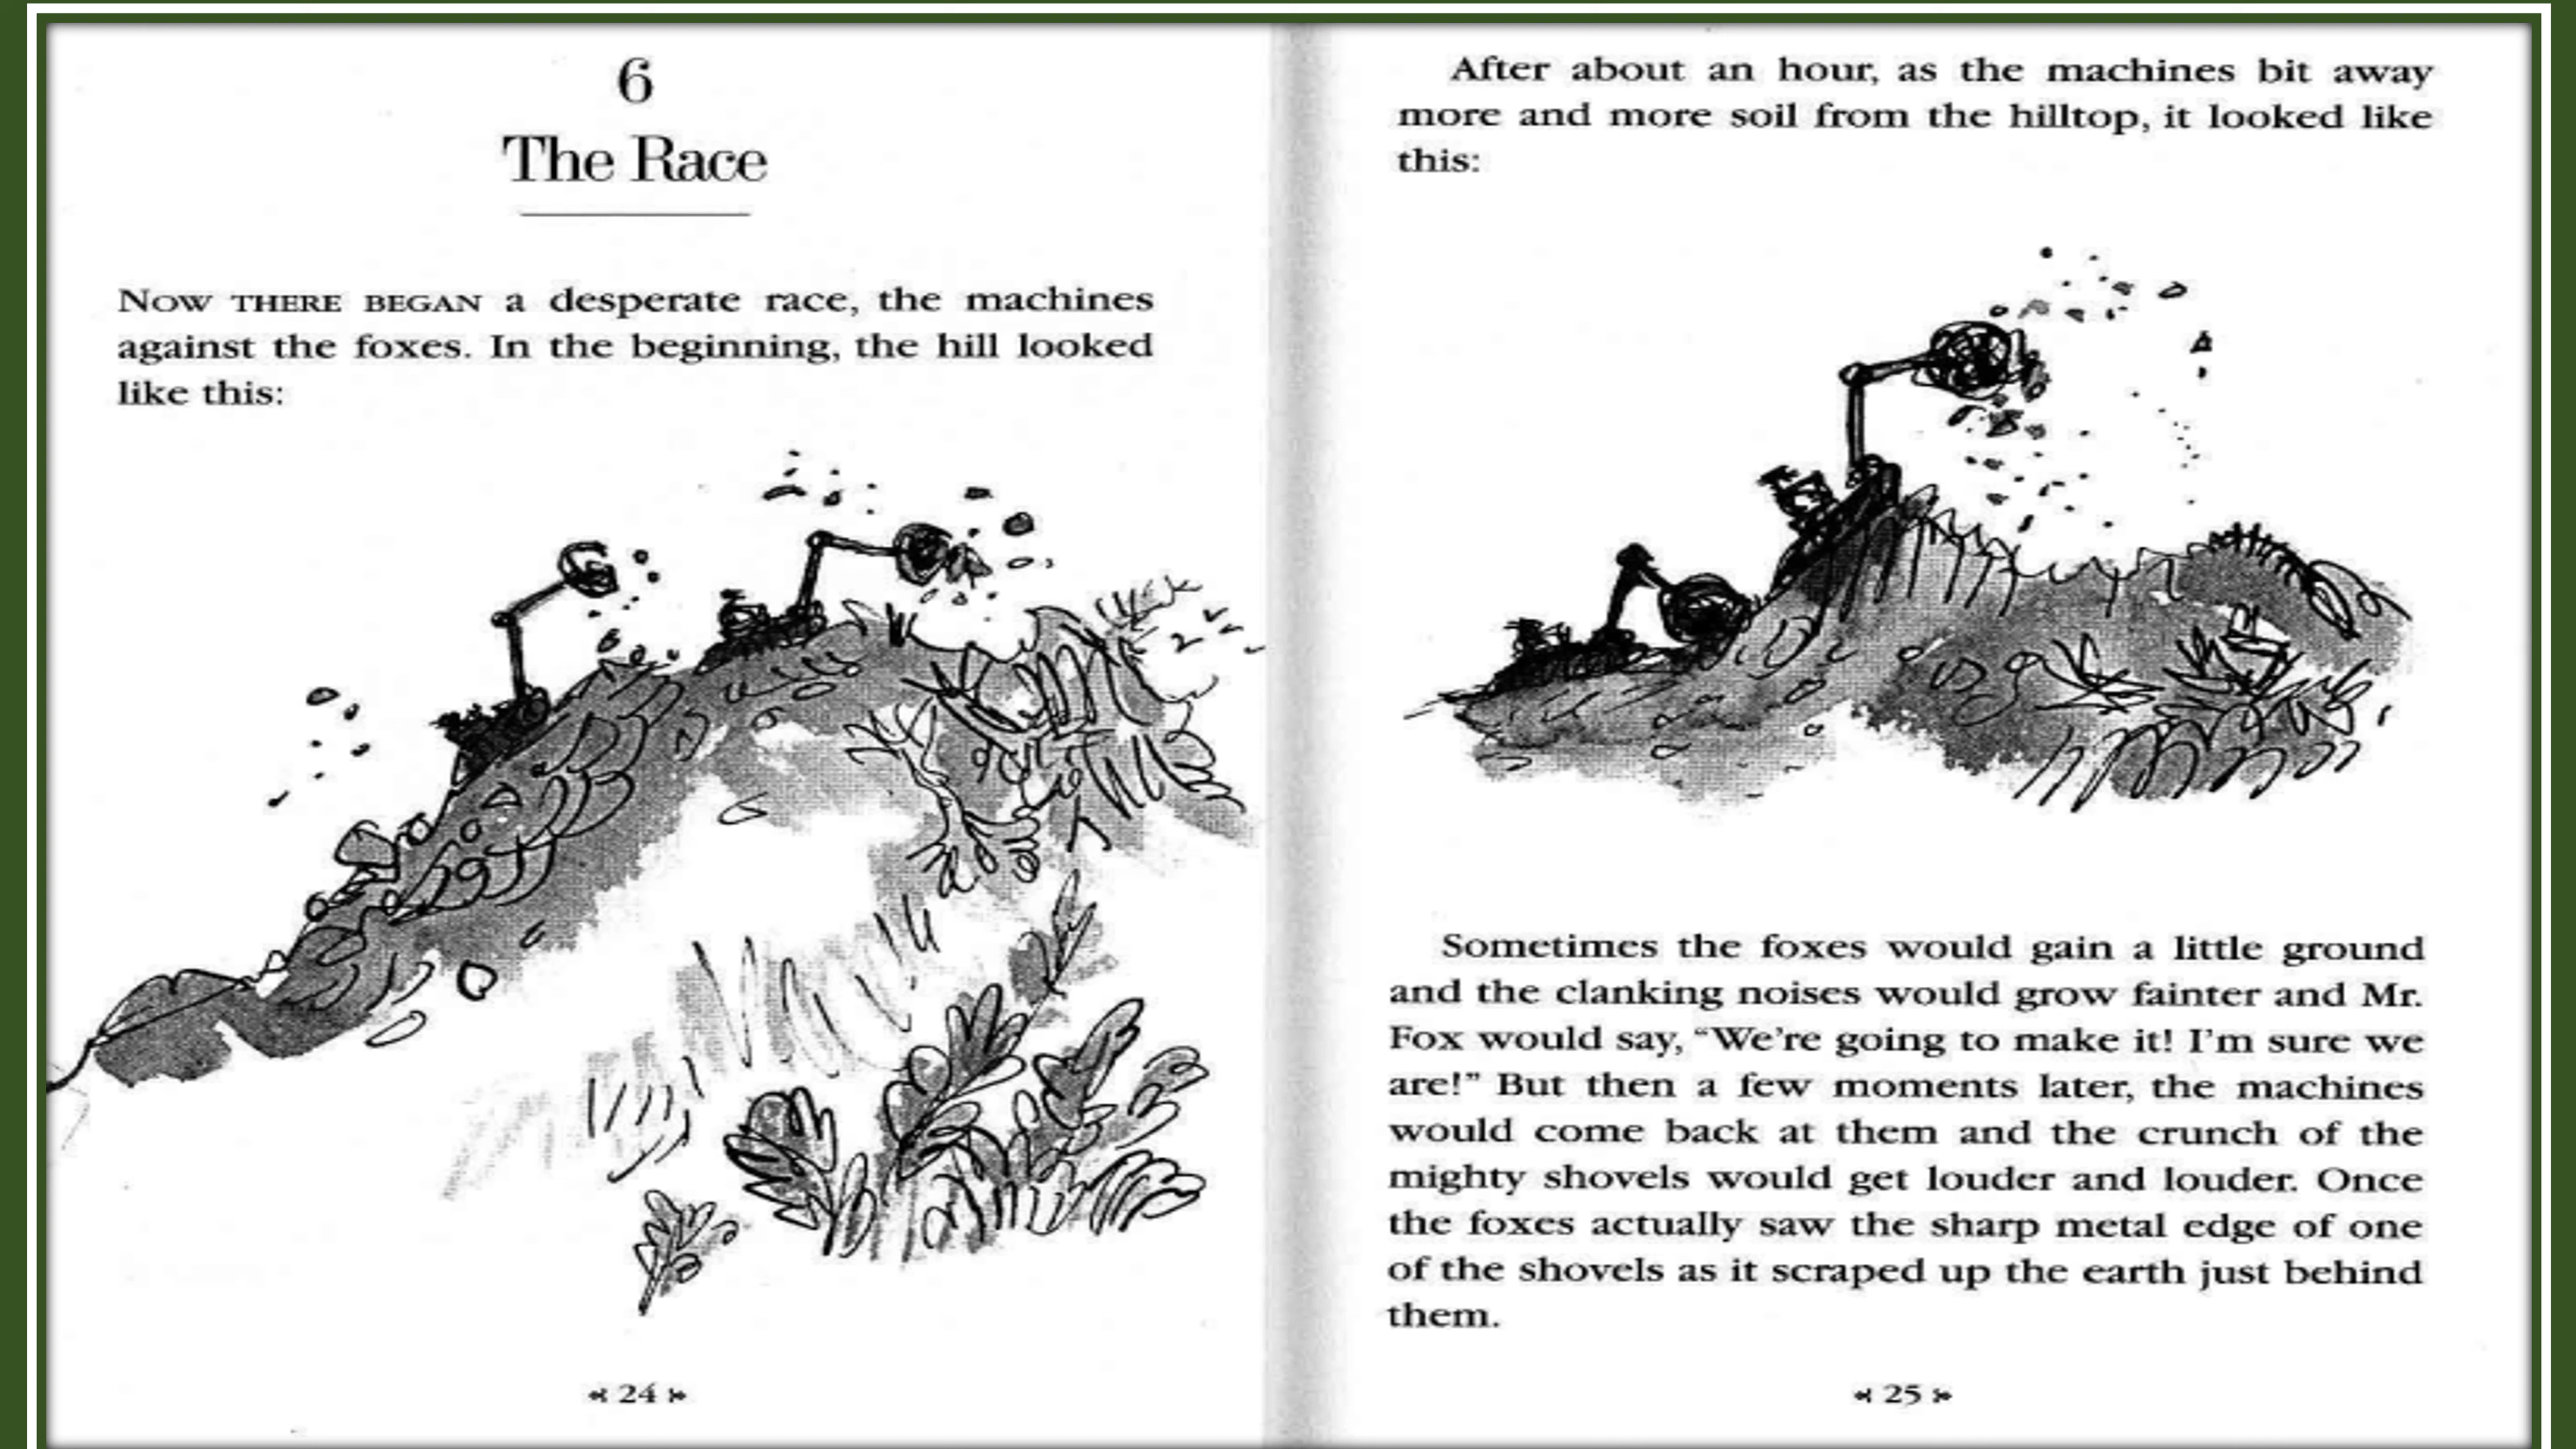 6
The Race
NOW THERE BEGAN a desperate race, the machines
against the foxes. In the beginning, the hill looked
like this:
24
After about an hour, as the machines bit away
more and more soil from the hilltop, it looked like
this:
Sometimes the foxes would gain a little ground
and the clanking noises would grow fainter and Mr.
Fox would say, “We’re going to make it! I’m sure we
are!” But then a few moments later, the machines
would come back at them and the crunch of the
mighty shovels would get louder and louder. Once
the foxes actually saw the sharp metal edge of one
of the shovels as it scraped up the earth just behind
them.
25